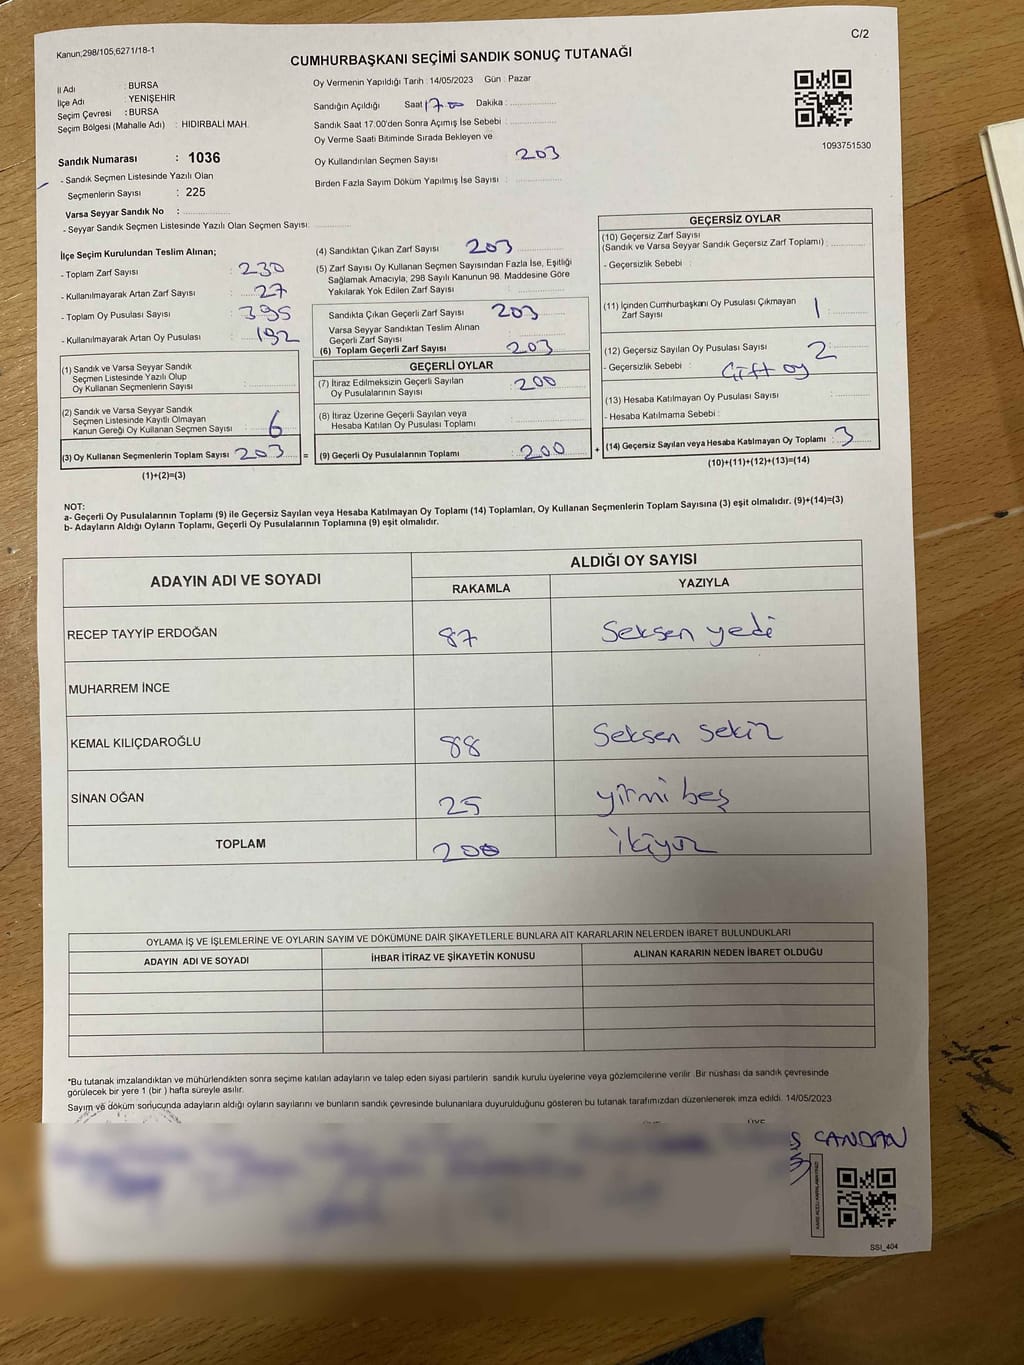 Kanun;298/105,6271/18-1
C/2
CUMHURBAŞKANI SEÇİMİ SANDIK SONUÇ TUTANAĞI
İl Adı : BURSA
İlçe Adı : YENİŞEHİR
Seçim Çevresi : BURSA
Seçim Bölgesi (Mahalle Adı) : HIDIRBALİ MAH.
Oy Vermenin Yapıldığı Tarih : 14/05/2023 Gün : Pazar
Sandığın Açıldığı Saat 17.00 Dakika :
Sandık Saat 17:00'den Sonra Açımış İse Sebebi :
Oy Verme Saati Bitiminde Sırada Bekleyen ve
Oy Kullandırılan Seçmen Sayısı 203
Birden Fazla Sayım Döküm Yapılmış İse Sayısı :
1093751530
Sandık Numarası : 1036
- Sandık Seçmen Listesinde Yazılı Olan
Seçmenlerin Sayısı : 225
Varsa Seyyar Sandık No :
- Seyyar Sandık Seçmen Listesinde Yazılı Olan Seçmen Sayısı:
İlçe Seçim Kurulundan Teslim Alınan;
- Toplam Zarf Sayısı : 230
- Kullanılmayarak Artan Zarf Sayısı : 27
- Toplam Oy Pusulası Sayısı : 395
- Kullanılmayarak Artan Oy Pusulası : 192
(1) Sandık ve Varsa Seyyar Sandık
Seçmen Listesinde Yazılı Olup
Oy Kullanan Seçmenlerin Sayısı :
(2) Sandık ve Varsa Seyyar Sandık
Seçmen Listesinde Kayıtlı Olmayan
Kanun Gereği Oy Kullanan Seçmen Sayısı : 6
(3) Oy Kullanan Seçmenlerin Toplam Sayısı : 203 =
(1)+(2)=(3)
(4) Sandıktan Çıkan Zarf Sayısı : 203
(5) Zarf Sayısı Oy Kullanan Seçmen Sayısından Fazla İse, Eşitliği
Sağlamak Amacıyla, 298 Sayılı Kanunun 98. Maddesine Göre
Yakılarak Yok Edilen Zarf Sayısı :
Sandıkta Çıkan Geçerli Zarf Sayısı : 203
Varsa Seyyar Sandıktan Teslim Alınan
Geçerli Zarf Sayısı :
(6) Toplam Geçerli Zarf Sayısı : 203
GEÇERLİ OYLAR
(7) İtiraz Edilmeksizin Geçerli Sayılan
Oy Pusulalarının Sayısı : 200
(8) İtiraz Üzerine Geçerli Sayılan veya
Hesaba Katılan Oy Pusulası Toplamı :
(9) Geçerli Oy Pusulalarının Toplamı : 200 +
GEÇERSİZ OYLAR
(10) Geçersiz Zarf Sayısı
(Sandık ve Varsa Seyyar Sandık Geçersiz Zarf Toplamı) :
- Geçersizlik Sebebi :
(11) İçinden Cumhurbaşkanı Oy Pusulası Çıkmayan
Zarf Sayısı : 1
(12) Geçersiz Sayılan Oy Pusulası Sayısı : 2
- Geçersizlik Sebebi : Çift oy
(13) Hesaba Katılmayan Oy Pusulası Sayısı :
- Hesaba Katılmama Sebebi :
(14) Geçersiz Sayılan veya Hesaba Katılmayan Oy Toplamı : 3
(10)+(11)+(12)+(13)=(14)
NOT:
a- Geçerli Oy Pusulalarının Toplamı (9) ile Geçersiz Sayılan veya Hesaba Katılmayan Oy Toplamı (14) Toplamları, Oy Kullanan Seçmenlerin Toplam Sayısına (3) eşit olmalıdır. (9)+(14)=(3)
b- Adayların Aldığı Oyların Toplamı, Geçerli Oy Pusulalarının Toplamına (9) eşit olmalıdır.
ADAYIN ADI VE SOYADI
ALDIĞI OY SAYISI
RAKAMLA YAZIYLA
RECEP TAYYİP ERDOĞAN 87 Seksen yedi
MUHARREM İNCE
KEMAL KILIÇDAROĞLU 88 Seksen sekiz
SİNAN OĞAN 25 yirmi beş
TOPLAM 200 ikiyüz
OYLAMA İŞ VE İŞLEMLERİNE VE OYLARIN SAYIM VE DÖKÜMÜNE DAİR ŞİKAYETLERLE BUNLARA AİT KARARLARIN NELERDEN İBARET BULUNDUKLARI
ADAYIN ADI VE SOYADI İHBAR İTİRAZ VE ŞİKAYETİN KONUSU ALINAN KARARIN NEDEN İBARET OLDUĞU
*Bu tutanak imzalandıktan ve mühürlendikten sonra seçime katılan adayların ve talep eden siyasi partilerin sandık kurulu üyelerine veya gözlemcilerine verilir .Bir nüshası da sandık çevresinde
görülecek bir yere 1 (bir ) hafta süreyle asılır.
Sayım ve döküm sonucunda adayların aldığı oyların sayılarını ve bunların sandık çevresinde bulunanlara duyurulduğunu gösteren bu tutanak tarafımızdan düzenlenerek imza edildi. 14/05/2023
CANDAN
SSI_404